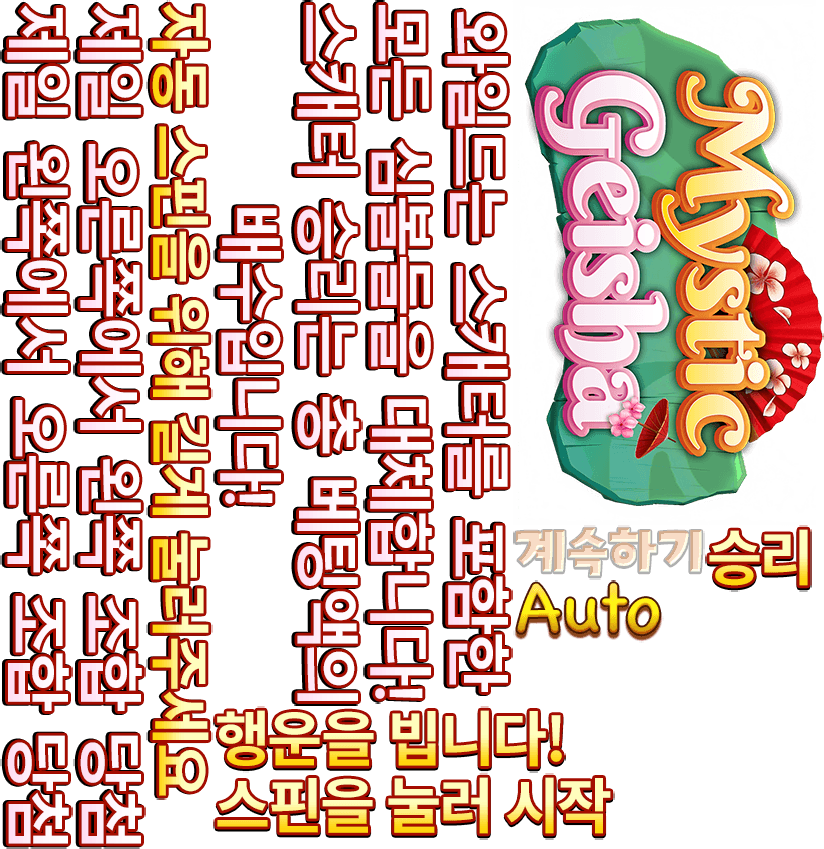 제일 왼쪽에서 오른쪽 조합 당첨
제일 오른쪽에서 왼쪽 조합 당첨
자동 스핀을 위해 길게 눌러주세요
스캐터 승리는 총 베팅액의
배수입니다!
와일드는 스캐터를 포함한
모든 심볼들을 대체합니다!
Mystic
Geisha
계속하기
승리
Auto
행운을 빕니다!
스핀을 눌러 시작